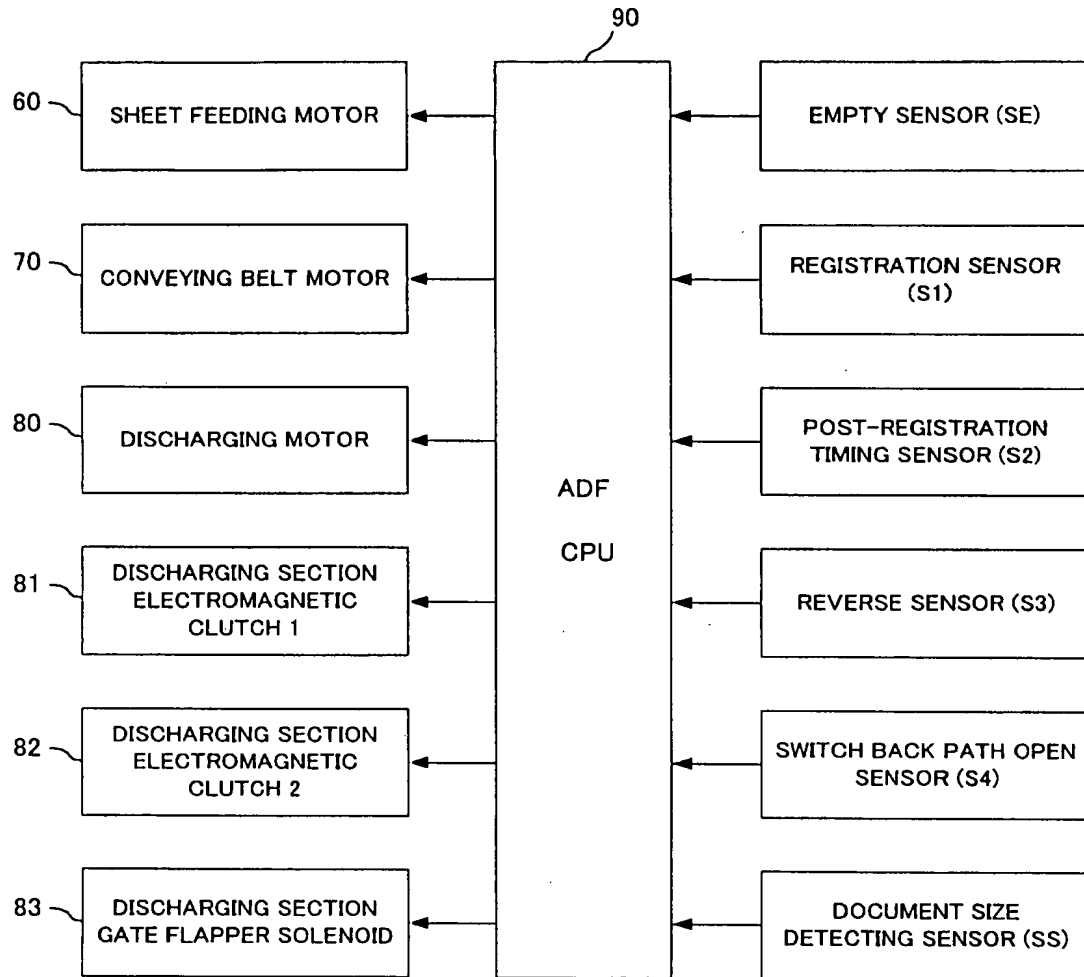 90
60
SHEET FEEDING MOTOR
EMPTY SENSOR (SE)
70
CONVEYING BELT MOTOR
REGISTRATION SENSOR
(S1)
80
DISCHARGING MOTOR
POST-REGISTRATION
TIMING SENSOR (S2)
ADF
CPU
81
DISCHARGING SECTION
ELECTROMAGNETIC
CLUTCH 1
REVERSE SENSOR (S3)
82
DISCHARGING SECTION
ELECTROMAGNETIC
CLUTCH 2
SWITCH BACK PATH OPEN
SENSOR (S4)
83
DISCHARGING SECTION
GATE FLAPPER SOLENOID
DOCUMENT SIZE
DETECTING SENSOR (SS)